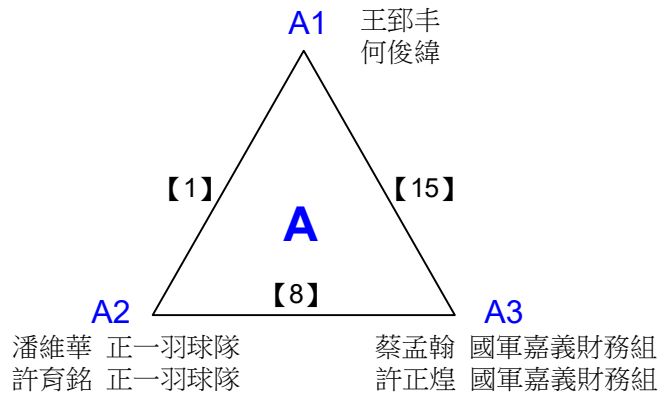 A1
王郅丰
何俊緯
【1】
【15】
A
【8】
A2
A3
潘維華 正一羽球隊
許育銘 正一羽球隊
蔡孟翰 國軍嘉義財務組
許正煌 國軍嘉義財務組